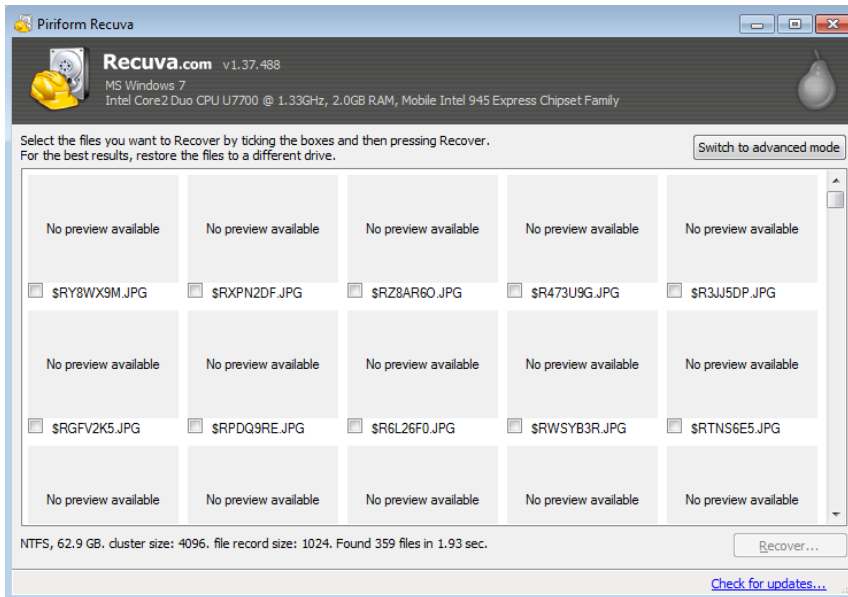 Piriform Recuva
Recuva.com v1.37.488
MS Windows 7
Intel Core2 Duo CPU U7700 @ 1.33GHz, 2.0GB RAM, Mobile Intel 945 Express Chipset Family
Select the files you want to Recover by ticking the boxes and then pressing Recover.
For the best results, restore the files to a different drive.
Switch to advanced mode
No preview available No preview available No preview available No preview available No preview available
$RY8WX9M.JPG $RXPN2DF.JPG $RZ8AR6O.JPG $R473U9G.JPG $R3JJ5DP.JPG
No preview available No preview available No preview available No preview available No preview available
$RGFV2K5.JPG $RPDQ9RE.JPG $R6L26F0.JPG $RWSYB3R.JPG $RTNS6E5.JPG
No preview available No preview available No preview available No preview available No preview available
NTFS, 62.9 GB. cluster size: 4096. file record size: 1024. Found 359 files in 1.93 sec.
Recover...
Check for updates...